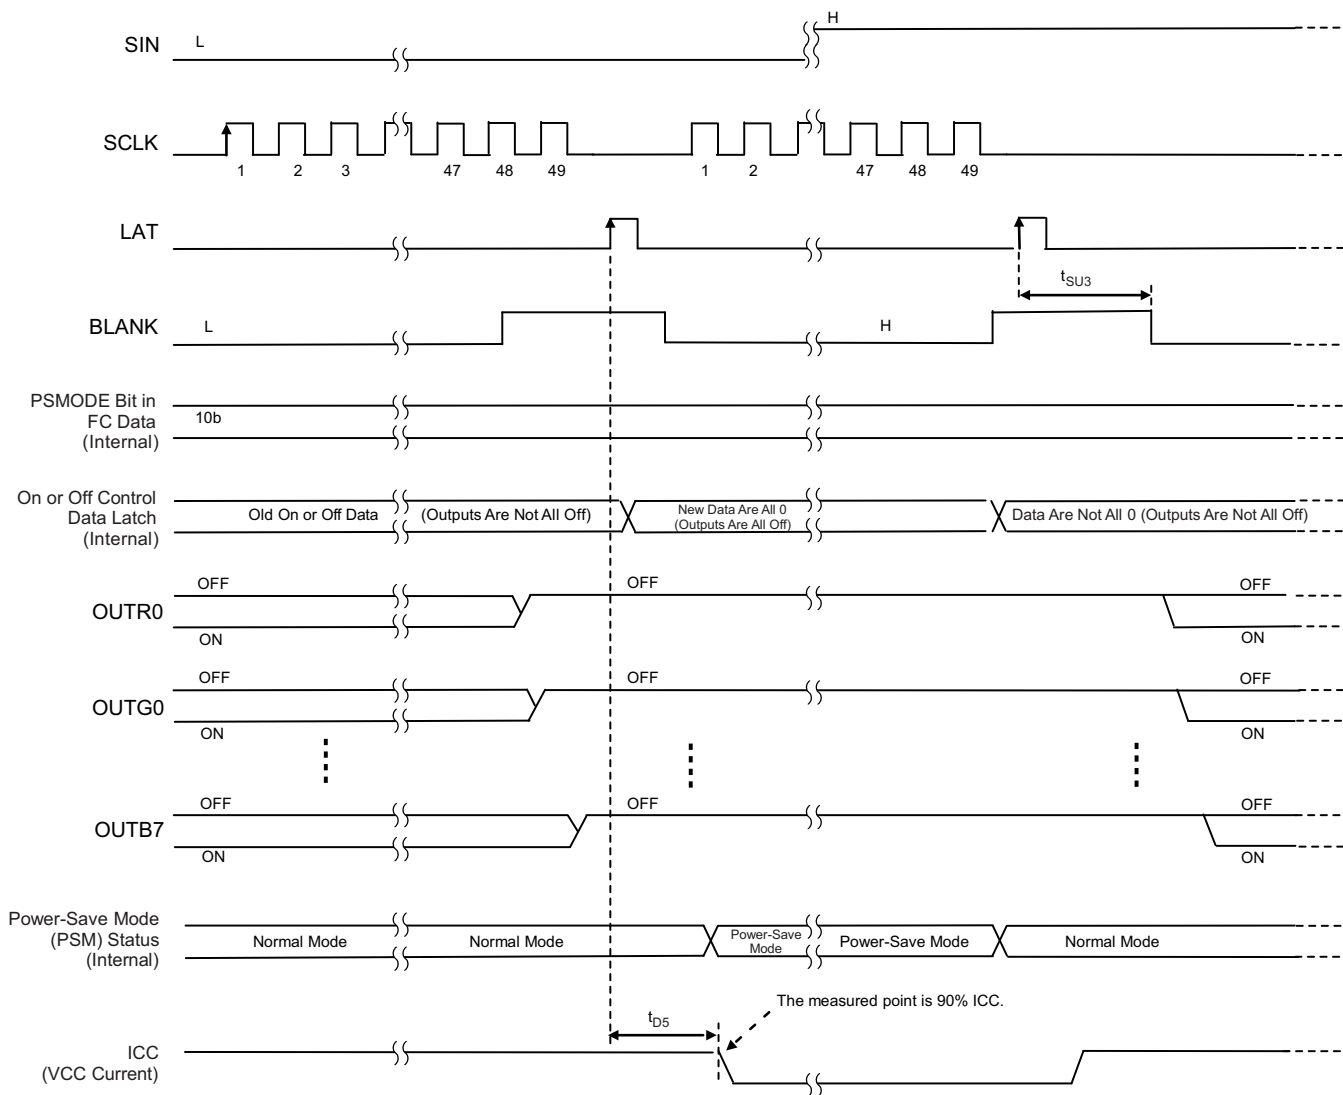 H
SIN
L
SCLK
1 2 3 47 48 49 1 2 47 48 49
LAT
tSU3
BLANK
L
H
PSMODE Bit in
FC Data
(Internal)
10b
On or Off Control
Data Latch
(Internal)
Old On or Off Data
(Outputs Are Not All Off)
New Data Are All 0
(Outputs Are All Off)
Data Are Not All 0 (Outputs Are Not All Off)
OFF OFF OFF
OUTR0
ON ON
OFF OFF OFF
OUTG0
ON ON
OFF OFF OFF
OUTB7
ON ON
Power-Save Mode
(PSM) Status
(Internal)
Normal Mode
Normal Mode
Power-Save
Mode
Power-Save Mode
Normal Mode
The measured point is 90% ICC.
tD5
ICC
(VCC Current)